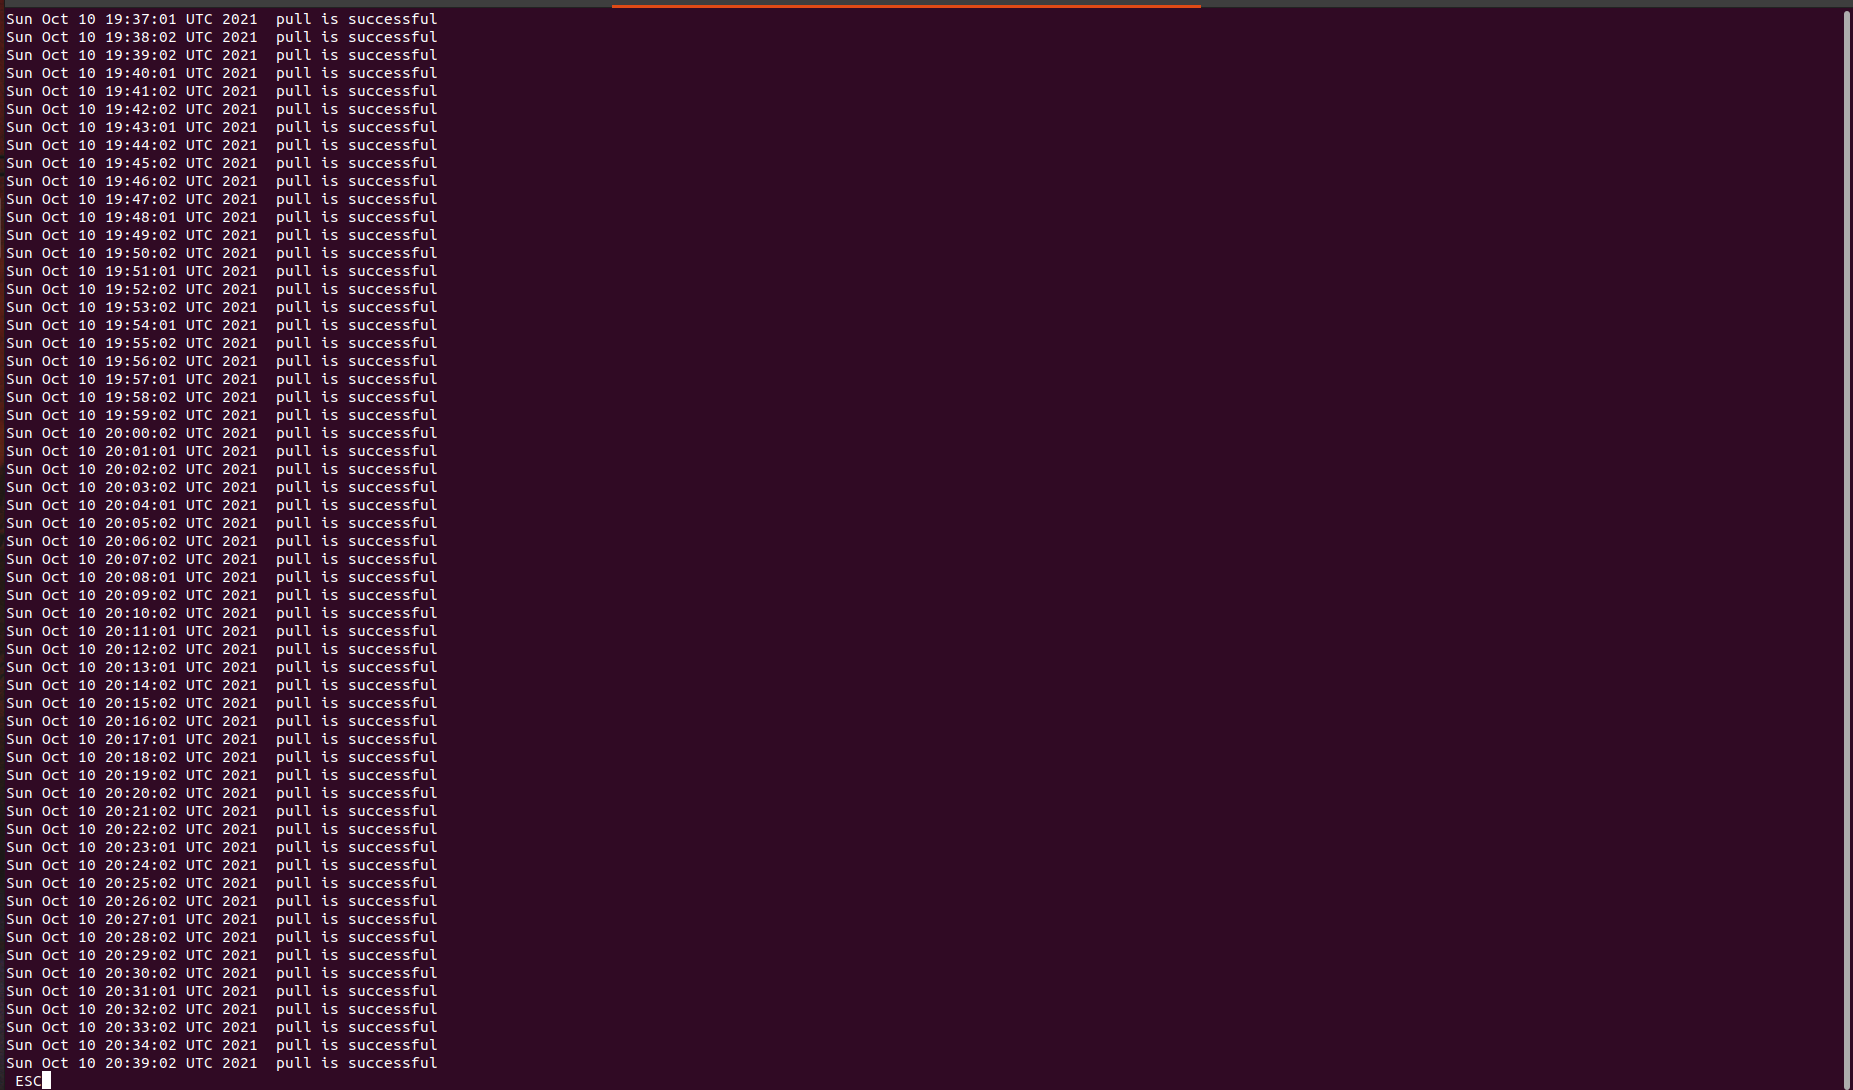 Sun Oct 10 19:37:01 UTC 2021  pull is successful
Sun Oct 10 19:38:02 UTC 2021  pull is successful
Sun Oct 10 19:39:02 UTC 2021  pull is successful
Sun Oct 10 19:40:01 UTC 2021  pull is successful
Sun Oct 10 19:41:02 UTC 2021  pull is successful
Sun Oct 10 19:42:02 UTC 2021  pull is successful
Sun Oct 10 19:43:01 UTC 2021  pull is successful
Sun Oct 10 19:44:02 UTC 2021  pull is successful
Sun Oct 10 19:45:02 UTC 2021  pull is successful
Sun Oct 10 19:46:02 UTC 2021  pull is successful
Sun Oct 10 19:47:02 UTC 2021  pull is successful
Sun Oct 10 19:48:01 UTC 2021  pull is successful
Sun Oct 10 19:49:02 UTC 2021  pull is successful
Sun Oct 10 19:50:02 UTC 2021  pull is successful
Sun Oct 10 19:51:01 UTC 2021  pull is successful
Sun Oct 10 19:52:02 UTC 2021  pull is successful
Sun Oct 10 19:53:02 UTC 2021  pull is successful
Sun Oct 10 19:54:01 UTC 2021  pull is successful
Sun Oct 10 19:55:02 UTC 2021  pull is successful
Sun Oct 10 19:56:02 UTC 2021  pull is successful
Sun Oct 10 19:57:01 UTC 2021  pull is successful
Sun Oct 10 19:58:02 UTC 2021  pull is successful
Sun Oct 10 19:59:02 UTC 2021  pull is successful
Sun Oct 10 20:00:02 UTC 2021  pull is successful
Sun Oct 10 20:01:01 UTC 2021  pull is successful
Sun Oct 10 20:02:02 UTC 2021  pull is successful
Sun Oct 10 20:03:02 UTC 2021  pull is successful
Sun Oct 10 20:04:01 UTC 2021  pull is successful
Sun Oct 10 20:05:02 UTC 2021  pull is successful
Sun Oct 10 20:06:02 UTC 2021  pull is successful
Sun Oct 10 20:07:02 UTC 2021  pull is successful
Sun Oct 10 20:08:01 UTC 2021  pull is successful
Sun Oct 10 20:09:02 UTC 2021  pull is successful
Sun Oct 10 20:10:02 UTC 2021  pull is successful
Sun Oct 10 20:11:01 UTC 2021  pull is successful
Sun Oct 10 20:12:02 UTC 2021  pull is successful
Sun Oct 10 20:13:01 UTC 2021  pull is successful
Sun Oct 10 20:14:02 UTC 2021  pull is successful
Sun Oct 10 20:15:02 UTC 2021  pull is successful
Sun Oct 10 20:16:02 UTC 2021  pull is successful
Sun Oct 10 20:17:01 UTC 2021  pull is successful
Sun Oct 10 20:18:02 UTC 2021  pull is successful
Sun Oct 10 20:19:02 UTC 2021  pull is successful
Sun Oct 10 20:20:02 UTC 2021  pull is successful
Sun Oct 10 20:21:02 UTC 2021  pull is successful
Sun Oct 10 20:22:02 UTC 2021  pull is successful
Sun Oct 10 20:23:01 UTC 2021  pull is successful
Sun Oct 10 20:24:02 UTC 2021  pull is successful
Sun Oct 10 20:25:02 UTC 2021  pull is successful
Sun Oct 10 20:26:02 UTC 2021  pull is successful
Sun Oct 10 20:27:01 UTC 2021  pull is successful
Sun Oct 10 20:28:02 UTC 2021  pull is successful
Sun Oct 10 20:29:02 UTC 2021  pull is successful
Sun Oct 10 20:30:02 UTC 2021  pull is successful
Sun Oct 10 20:31:01 UTC 2021  pull is successful
Sun Oct 10 20:32:02 UTC 2021  pull is successful
Sun Oct 10 20:33:02 UTC 2021  pull is successful
Sun Oct 10 20:34:02 UTC 2021  pull is successful
Sun Oct 10 20:39:02 UTC 2021  pull is successful
ESC